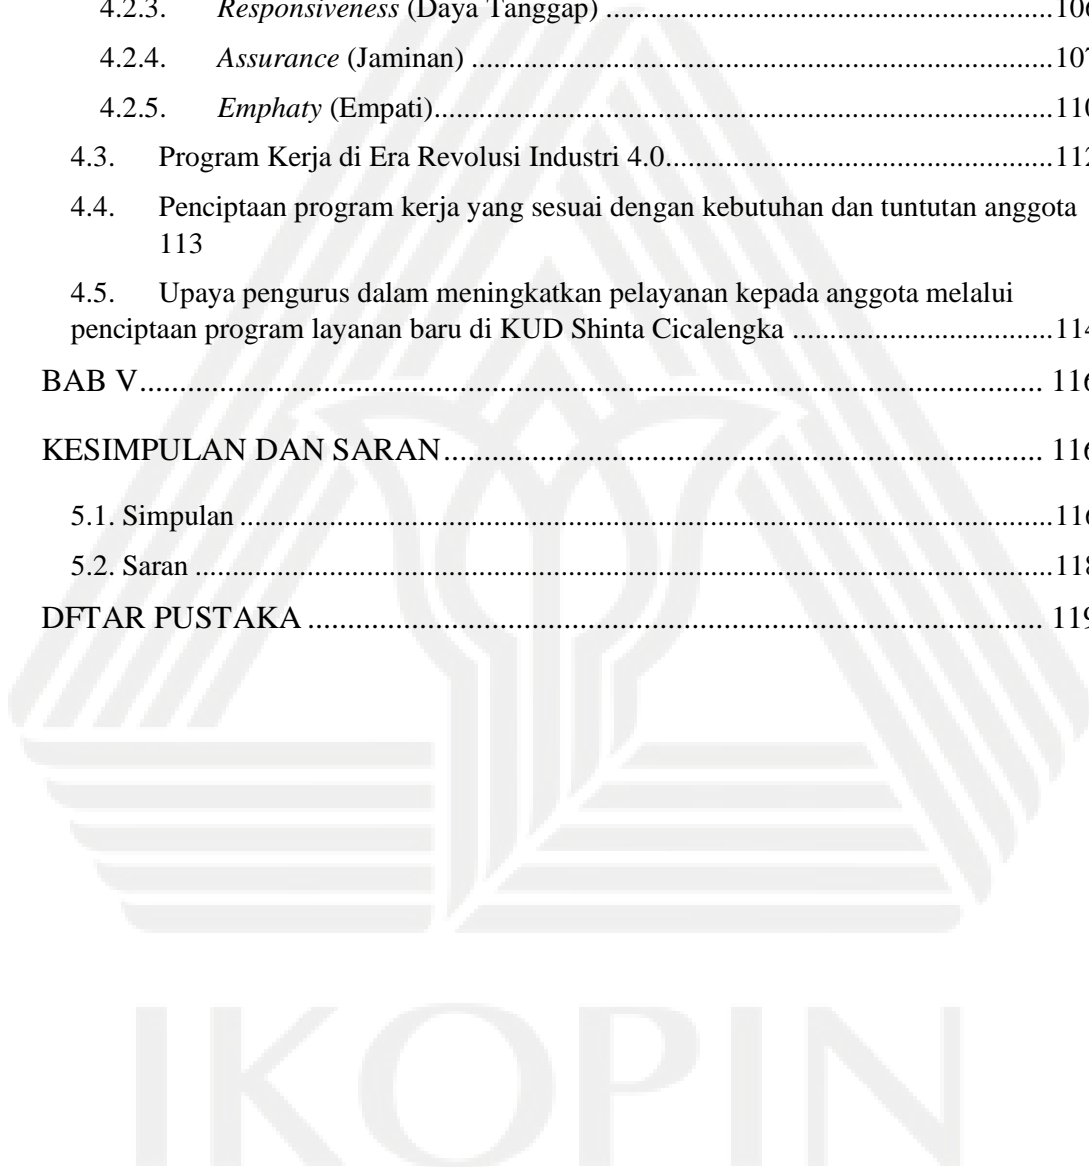 4.2.3. Responsiveness (Daya Tanggap) ................................................................106
4.2.4. Assurance (Jaminan) ..................................................................................107
4.2.5. Emphaty (Empati).......................................................................................110
4.3. Program Kerja di Era Revolusi Industri 4.0.......................................................112
4.4. Penciptaan program kerja yang sesuai dengan kebutuhan dan tuntutan anggota
113
4.5. Upaya pengurus dalam meningkatkan pelayanan kepada anggota melalui
penciptaan program layanan baru di KUD Shinta Cicalengka .....................................114
BAB V................................................................................................................ 116
KESIMPULAN DAN SARAN........................................................................... 116
5.1. Simpulan ...................................................................................................................116
5.2. Saran .........................................................................................................................118
DFTAR PUSTAKA ............................................................................................. 119
IKOPIN